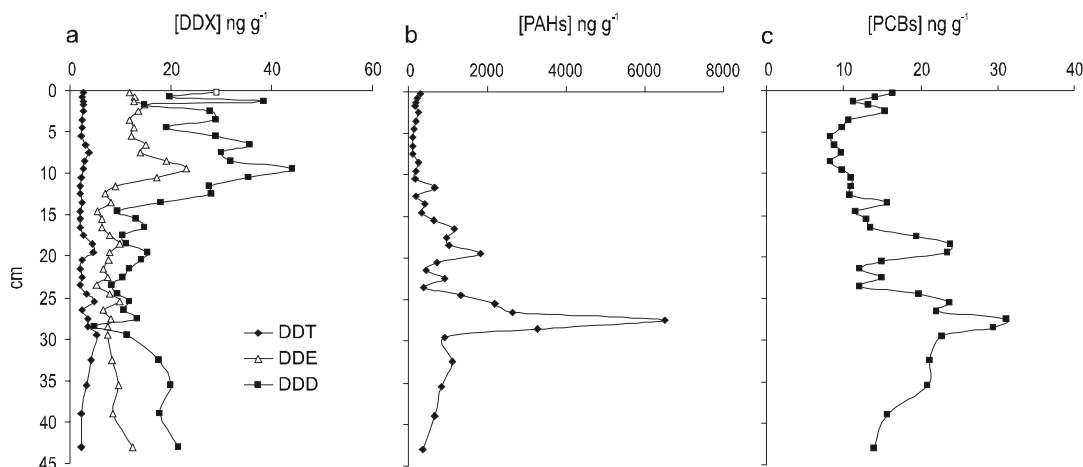 a [DDX] ng g⁻¹
0 20 40 60
b [PAHs] ng g⁻¹
0 2000 4000 6000 8000
c [PCBs] ng g⁻¹
0 10 20 30 40
0
5
10
15
20
25
30
35
40
45
cm
DDT
DDE
DDD